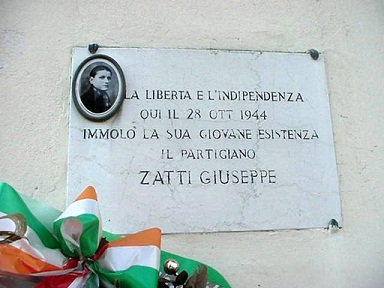 LA LIBERTA E L'INDIPENDENZA
QUI IL 28 OTT 1944
IMMOLÒ LA SUA GIOVANE ESISTENZA
IL PARTIGIANO
ZATTI GIUSEPPE